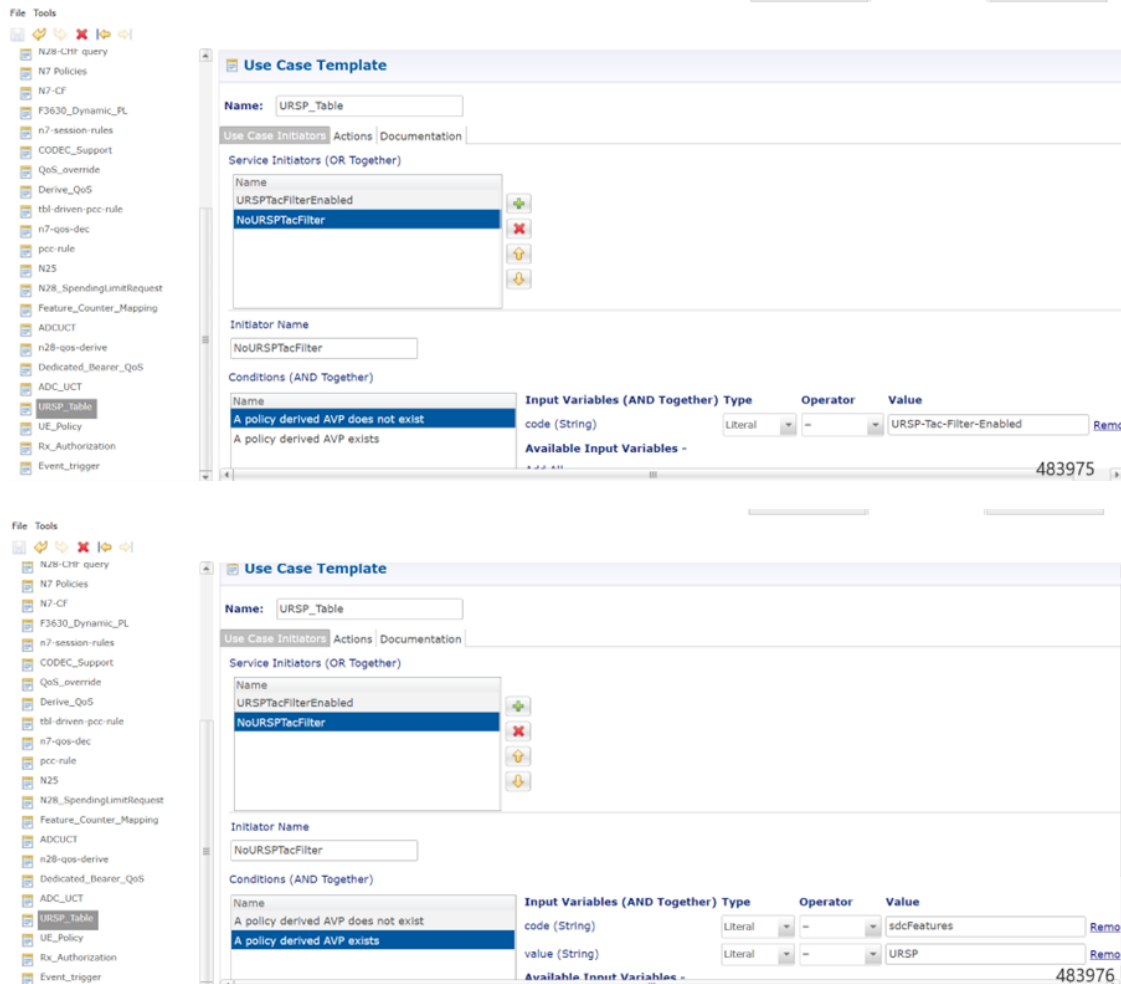 File Tools
N28-CHF query
N7 Policies
N7-CF
F3630_Dynamic_PL
n7-session-rules
CODEC_Support
QoS_override
Derive_QoS
tbl-driven-pcc-rule
n7-qos-dec
pcc-rule
N25
N28_SpendingLimitRequest
Feature_Counter_Mapping
ADCUCT
n28-qos-derive
Dedicated_Bearer_QoS
ADC_UCT
URSP_Table
UE_Policy
Rx_Authorization
Event_trigger
Use Case Template
Name: URSP_Table
Use Case Initiators Actions Documentation
Service Initiators (OR Together)
Name
URSPTacFilterEnabled
NoURSPTacFilter
Initiator Name
NoURSPTacFilter
Conditions (AND Together)
Name
A policy derived AVP does not exist
A policy derived AVP exists
Input Variables (AND Together) Type Operator Value
code (String) Literal = URSP-Tac-Filter-Enabled Remo
Available Input Variables -
Add All
483975
File Tools
N28-CHF query
N7 Policies
N7-CF
F3630_Dynamic_PL
n7-session-rules
CODEC_Support
QoS_override
Derive_QoS
tbl-driven-pcc-rule
n7-qos-dec
pcc-rule
N25
N28_SpendingLimitRequest
Feature_Counter_Mapping
ADCUCT
n28-qos-derive
Dedicated_Bearer_QoS
ADC_UCT
URSP_Table
UE_Policy
Rx_Authorization
Event_trigger
Use Case Template
Name: URSP_Table
Use Case Initiators Actions Documentation
Service Initiators (OR Together)
Name
URSPTacFilterEnabled
NoURSPTacFilter
Initiator Name
NoURSPTacFilter
Conditions (AND Together)
Name
A policy derived AVP does not exist
A policy derived AVP exists
Input Variables (AND Together) Type Operator Value
code (String) Literal = sdcFeatures Remo
value (String) Literal = URSP Remo
Available Input Variables -
483976